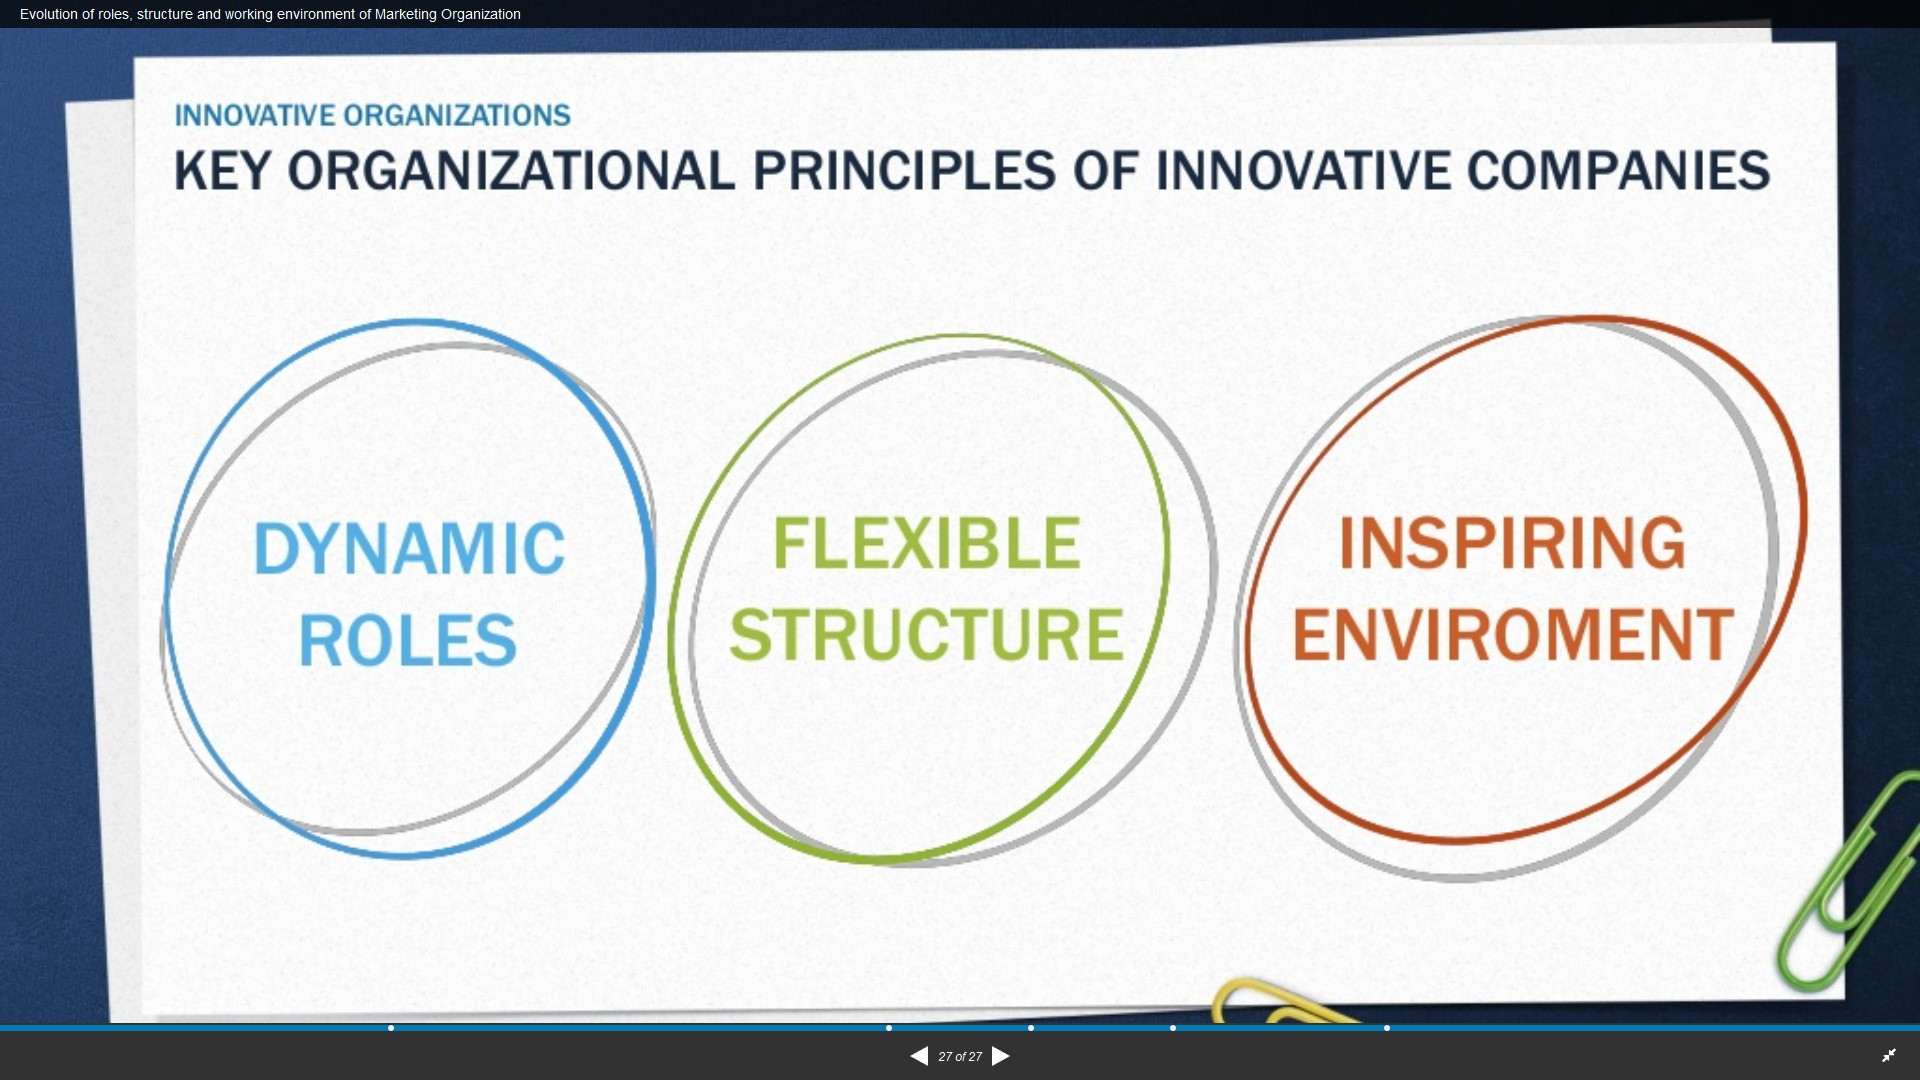 Evolution of roles, structure and working environment of Marketing Organization
INNOVATIVE ORGANIZATIONS
KEY ORGANIZATIONAL PRINCIPLES OF INNOVATIVE COMPANIES
DYNAMIC
ROLES
FLEXIBLE
STRUCTURE
INSPIRING
ENVIROMENT
27 of 27